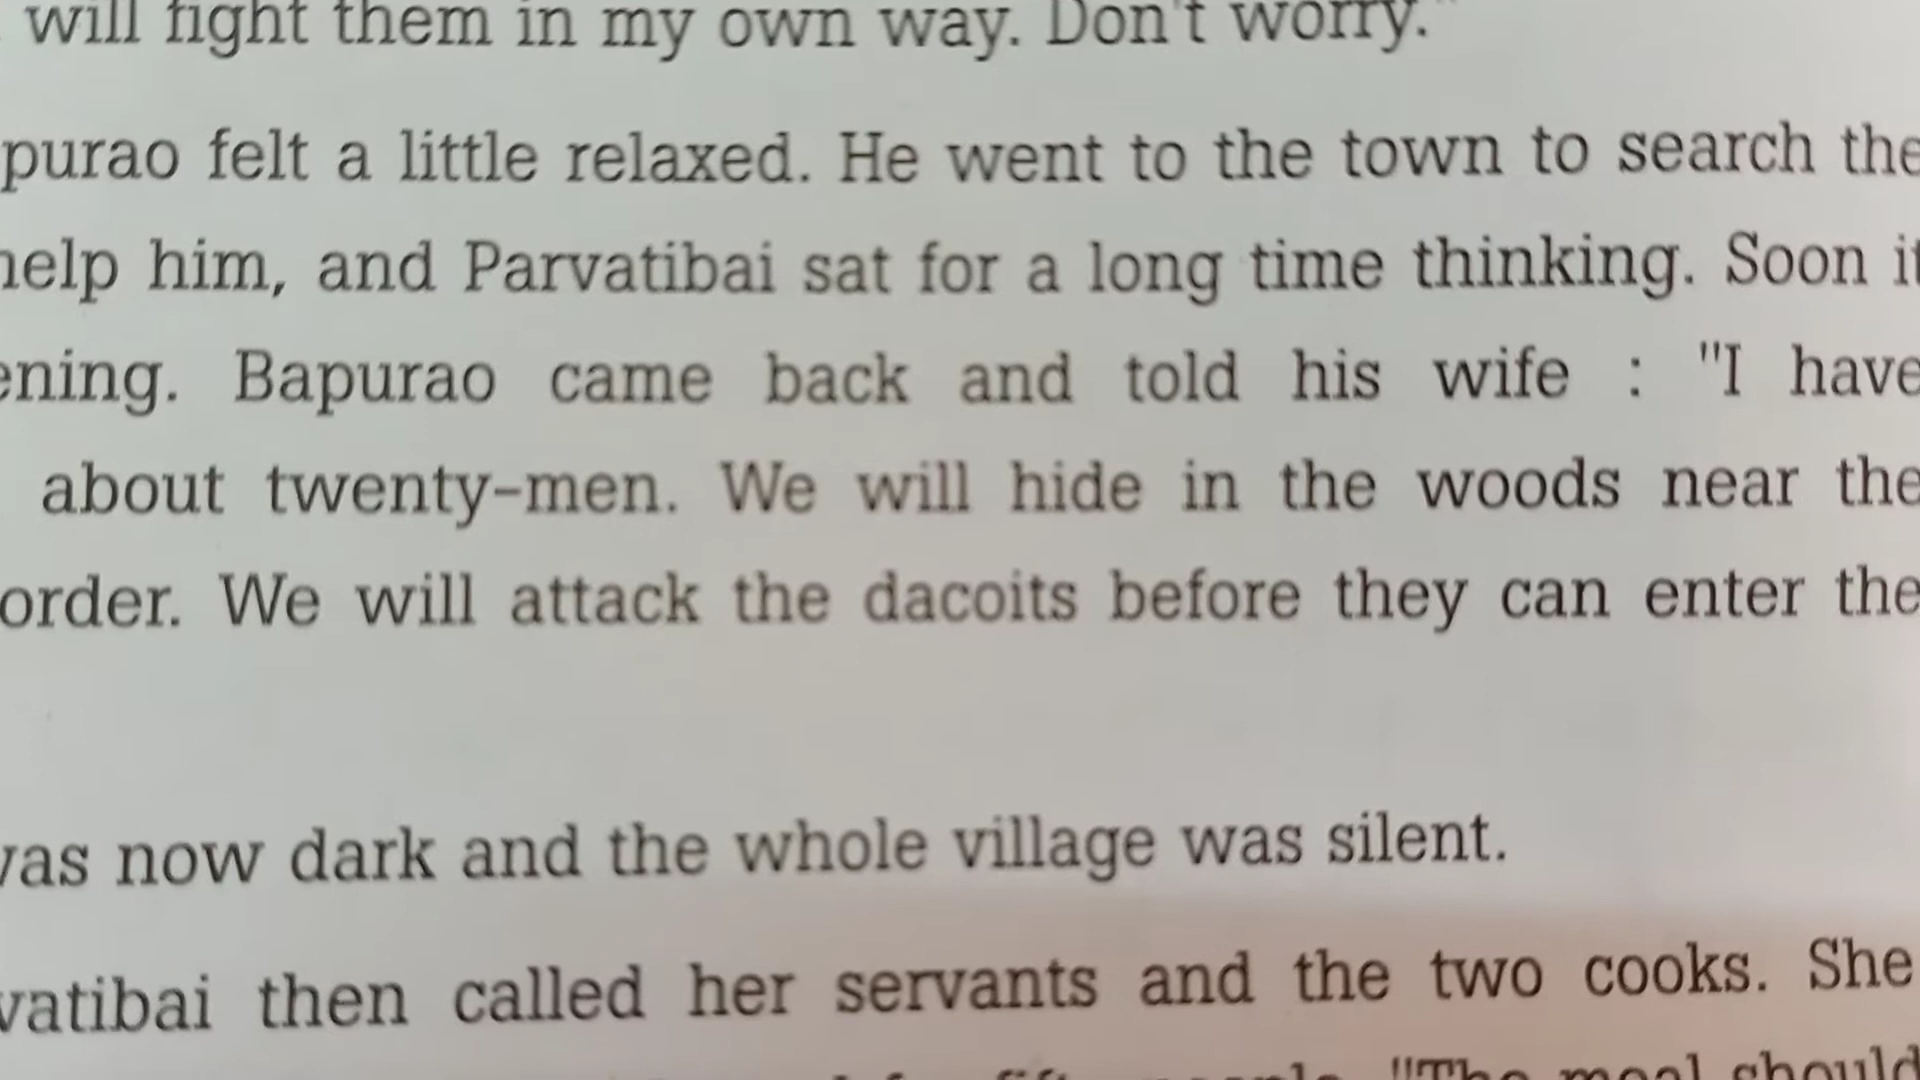 will fight them in my own way. Don't worry."
purao felt a little relaxed. He went to the town to search the
help him, and Parvatibai sat for a long time thinking. Soon it
ening. Bapurao came back and told his wife : "I have
about twenty-men. We will hide in the woods near the
order. We will attack the dacoits before they can enter the
was now dark and the whole village was silent.
vatibai then called her servants and the two cooks. She
"The meal should